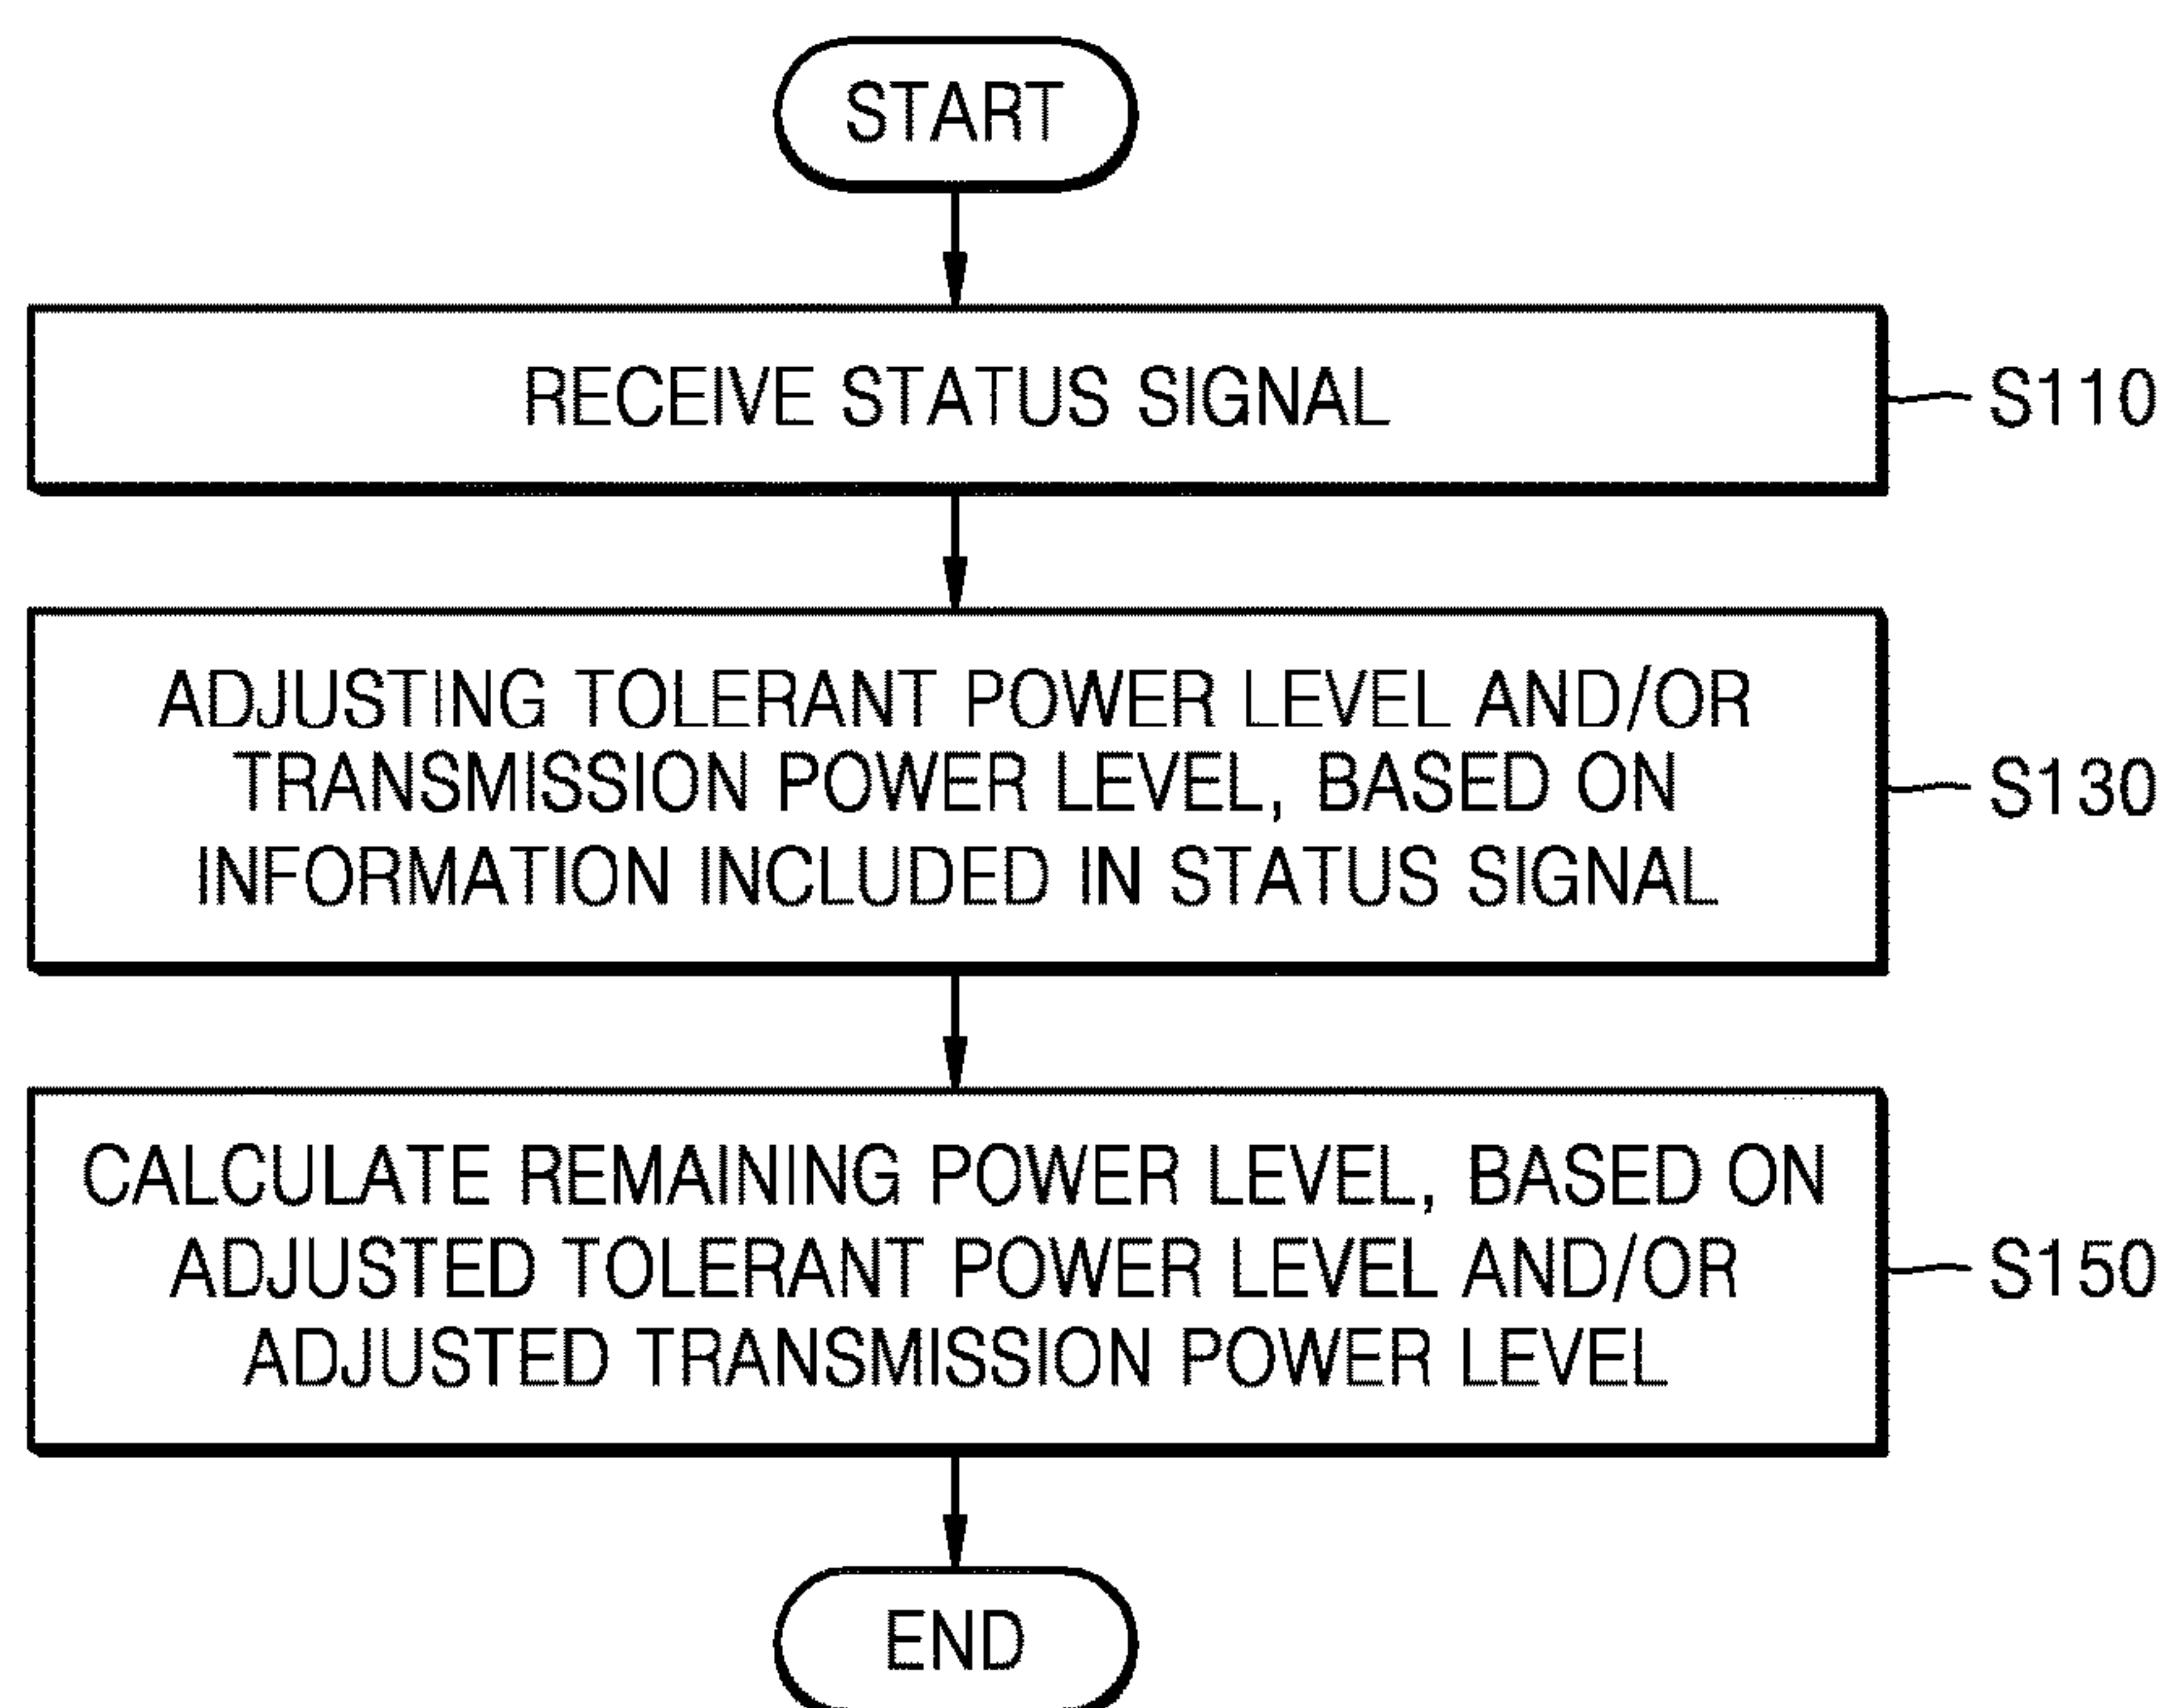 START
RECEIVE STATUS SIGNAL
S110
ADJUSTING TOLERANT POWER LEVEL AND/OR
TRANSMISSION POWER LEVEL, BASED ON
INFORMATION INCLUDED IN STATUS SIGNAL
S130
CALCULATE REMAINING POWER LEVEL, BASED ON
ADJUSTED TOLERANT POWER LEVEL AND/OR
ADJUSTED TRANSMISSION POWER LEVEL
S150
END